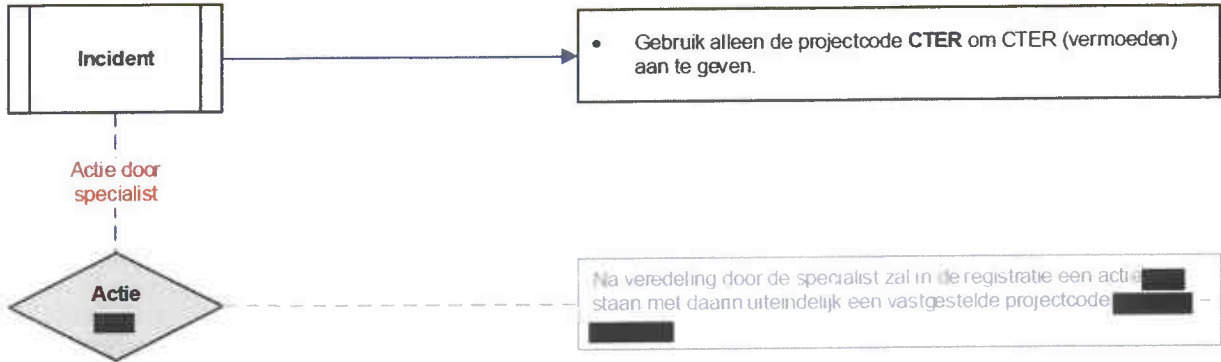 Incident
• Gebruik alleen de projectcode CTER om CTER (vermoeden)
aan te geven.
Actie door
specialist
Actie
Na veredeling door de specialist zal in de registratie een actie
staan met daarin uiteindelijk een vastgestelde projectcode –